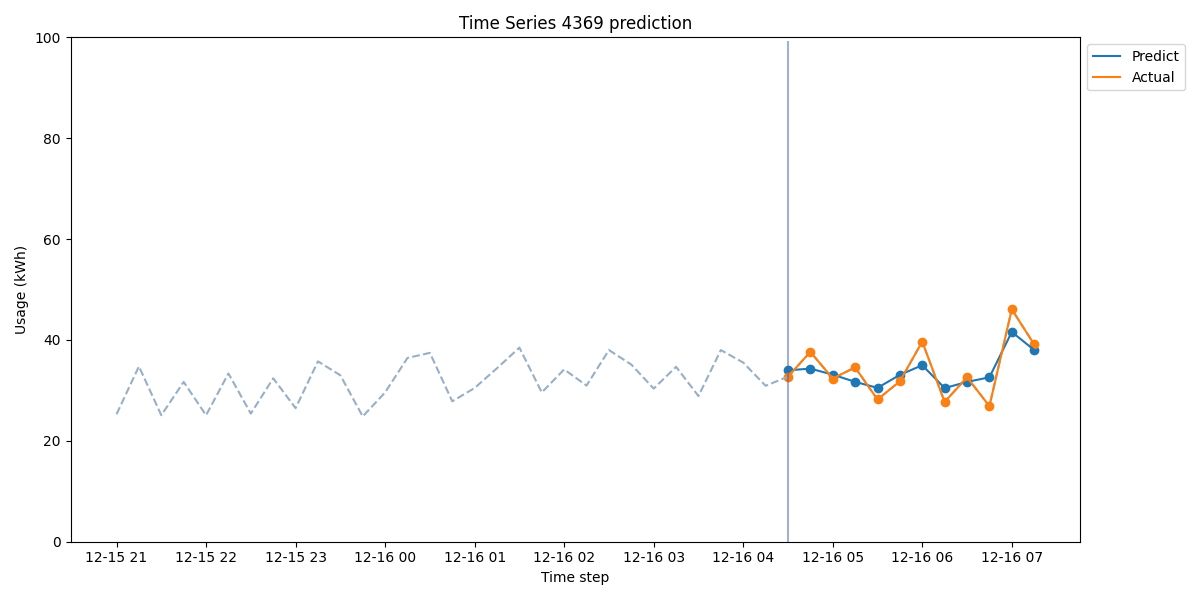 Time Series 4369 prediction
100
80
60
40
20
0
Usage (kWh)
12-15 21 12-15 22 12-15 23 12-16 00 12-16 01 12-16 02 12-16 03 12-16 04 12-16 05 12-16 06 12-16 07
Time step
Predict
Actual